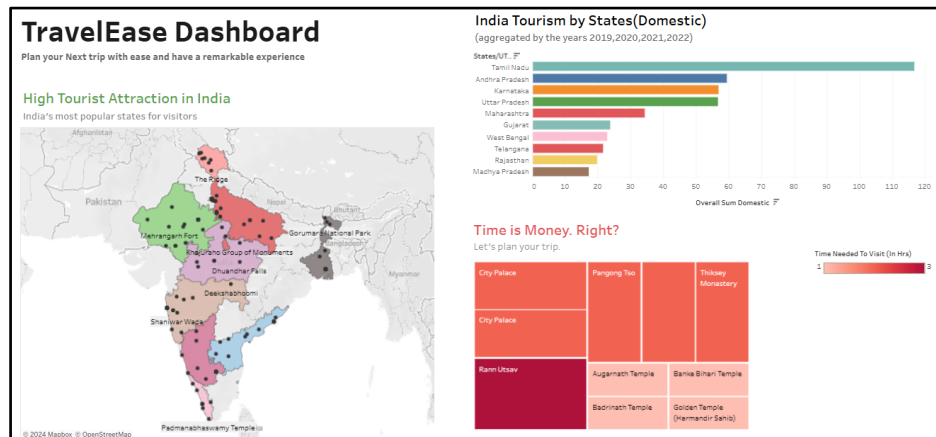 TravelEase Dashboard
Plan your Next trip with ease and have a remarkable experience
High Tourist Attraction in India
India's most popular states for visitors
Afghanistan
Pakistan
Nepal
Bhutan
Bangladesh
Myanmar
The Ridge
Mehrangarh Fort
Gorumara National Park
Khajuraho Group of Monuments
Dhuandhar Falls
Deekshabhoomi
Shaniwar Wada
Padmanabhaswamy Temple
© 2024 Mapbox © OpenStreetMap
India Tourism by States(Domestic)
(aggregated by the years 2019,2020,2021,2022)
States/UT..
Tamil Nadu
Andhra Pradesh
Karnataka
Uttar Pradesh
Maharashtra
Gujarat
West Bengal
Telangana
Rajasthan
Madhya Pradesh
0 10 20 30 40 50 60 70 80 90 100 110 120
Overall Sum Domestic
Time is Money. Right?
Let's plan your trip.
Time Needed To Visit (In Hrs)
1 3
City Palace
Pangong Tso
Thiksey
Monastery
City Palace
Rann Utsav
Augarnath Temple
Banke Bihari Temple
Badrinath Temple
Golden Temple
(Harmandir Sahib)